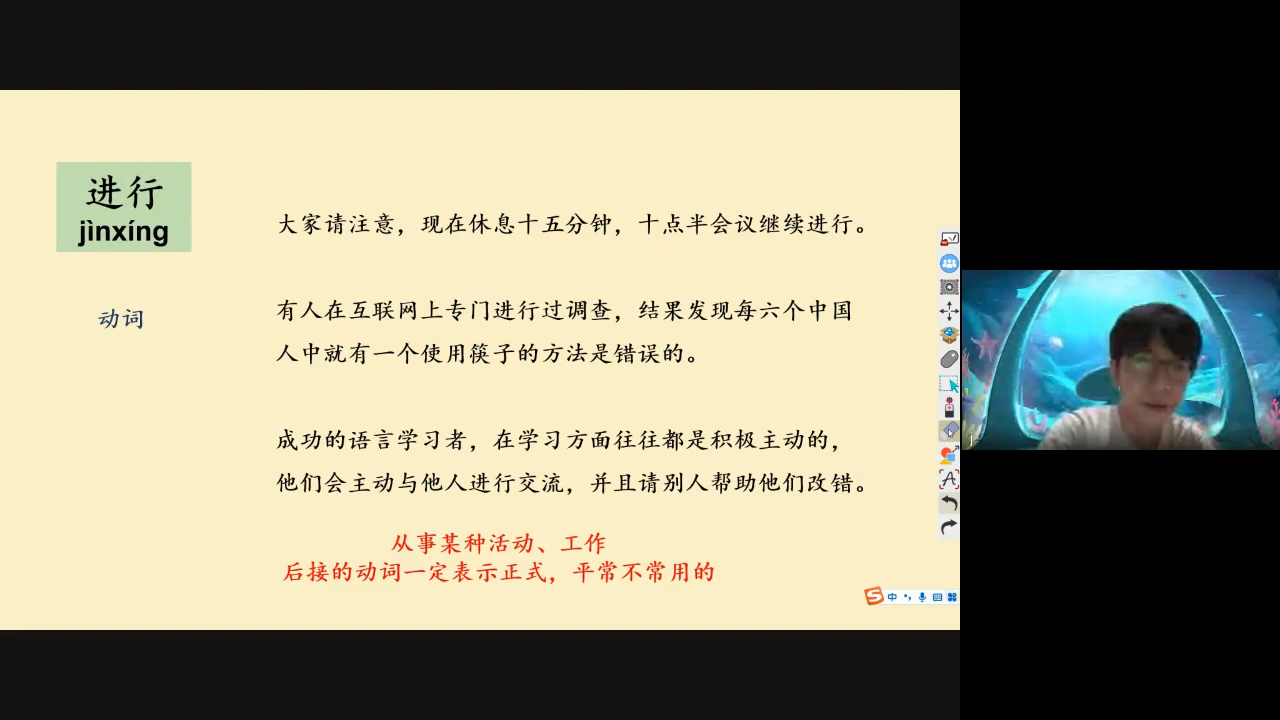 进行
jìnxíng
动词
大家请注意，现在休息十五分钟，十点半会议继续进行。
有人在互联网上专门进行过调查，结果发现每六个中国
人中就有一个使用筷子的方法是错误的。
成功的语言学习者，在学习方面往往都是积极主动的，
他们会主动与他人进行交流，并且请别人帮助他们改错。
从事某种活动、工作
后接的动词一定表示正式，平常不常用的
中